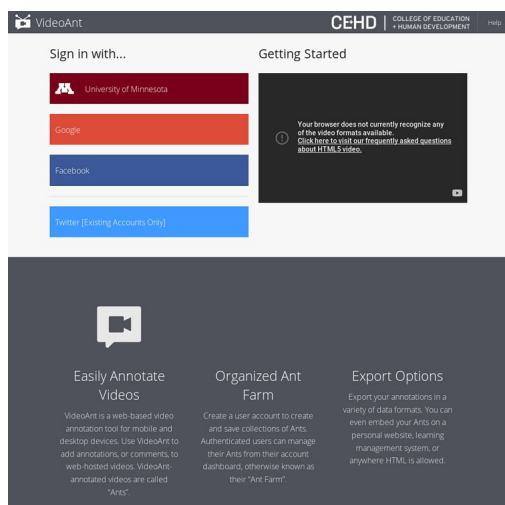 VideoAnt
CEHD
COLLEGE OF EDUCATION
+ HUMAN DEVELOPMENT
Help
Sign in with...
University of Minnesota
Google
Facebook
Twitter [Existing Accounts Only]
Getting Started
Your browser does not currently recognize any
of the video formats available.
Click here to visit our frequently asked questions
about HTML5 video.
Easily Annotate
Videos
VideoAnt is a web-based video
annotation tool for mobile and
desktop devices. Use VideoAnt to
add annotations, or comments, to
web-hosted videos. VideoAnt-
annotated videos are called
"Ants".
Organized Ant
Farm
Create a user account to create
and save collections of Ants.
Authenticated users can manage
their Ants from their account
dashboard, otherwise known as
their "Ant Farm".
Export Options
Export your annotations in a
variety of data formats. You can
even embed your Ants on a
personal website, learning
management system, or
anywhere HTML is allowed.